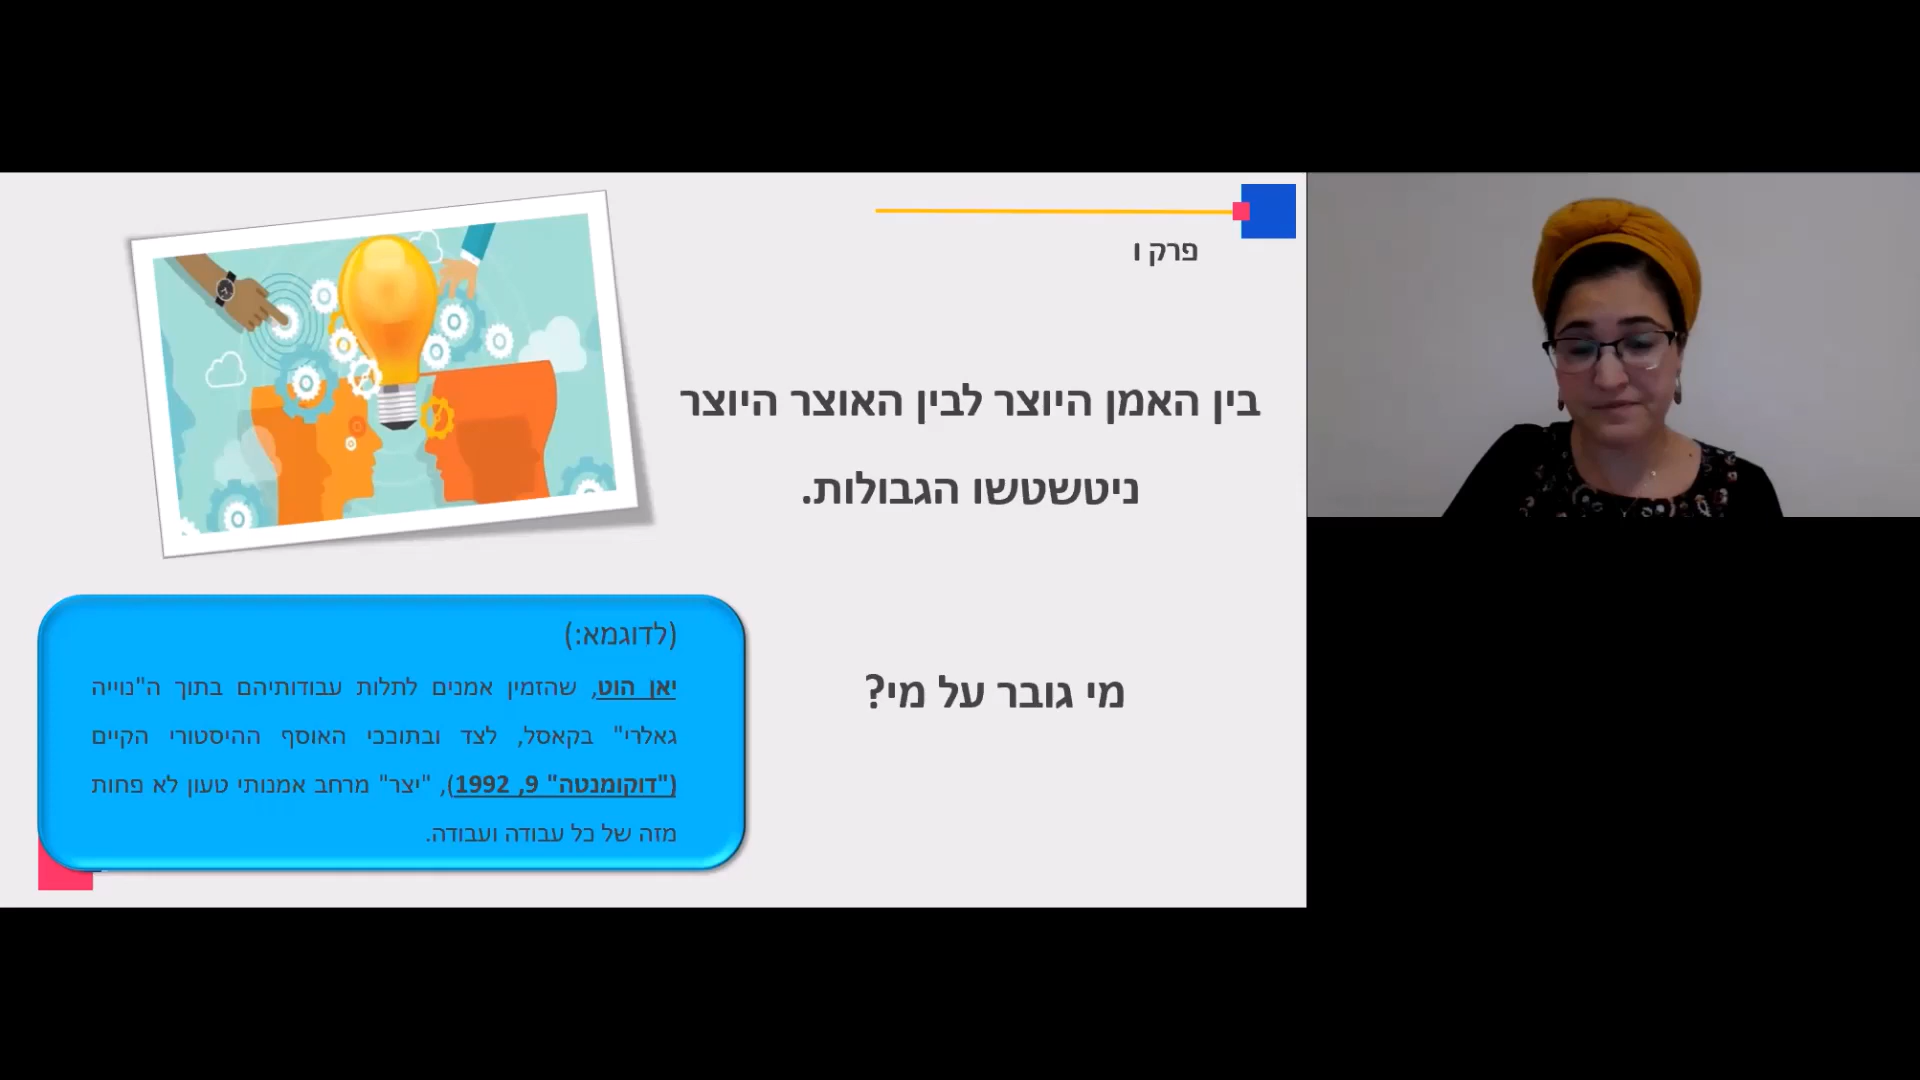 פרק ו
בין האמן היוצר לבין האוצר היוצר
ניטשטשו הגבולות.
מי גובר על מי?
(לדוגמא:)
יאן הוט, שהזמין אמנים לתלות עבודותיהם בתוך ה"נוייה
גאלרי" בקאסל, לצד ובתוככי האוסף ההיסטורי הקיים
("דוקומנטה" 9, 1992), "יצר" מרחב אמנותי טעון לא פחות
מזה של כל עבודה ועבודה.